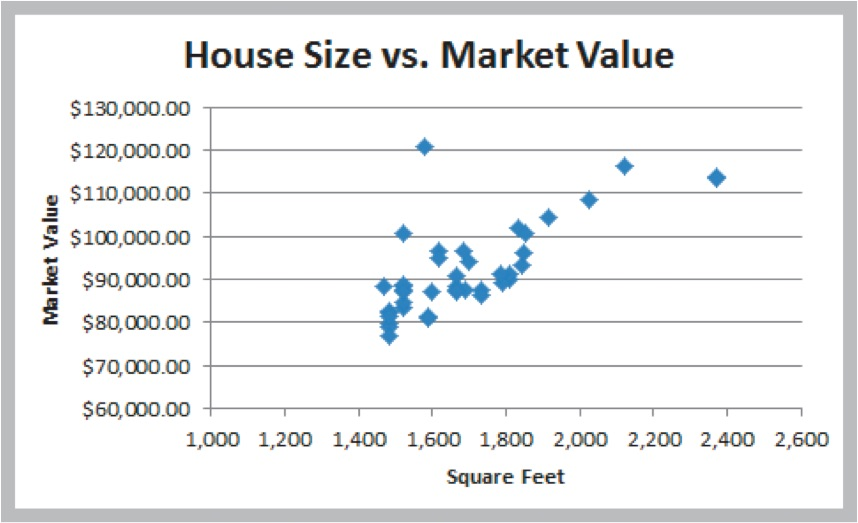 House Size vs. Market Value
$130,000.00
$120,000.00
$110,000.00
$100,000.00
$90,000.00
$80,000.00
$70,000.00
$60,000.00
Market Value
1,000 1,200 1,400 1,600 1,800 2,000 2,200 2,400 2,600
Square Feet